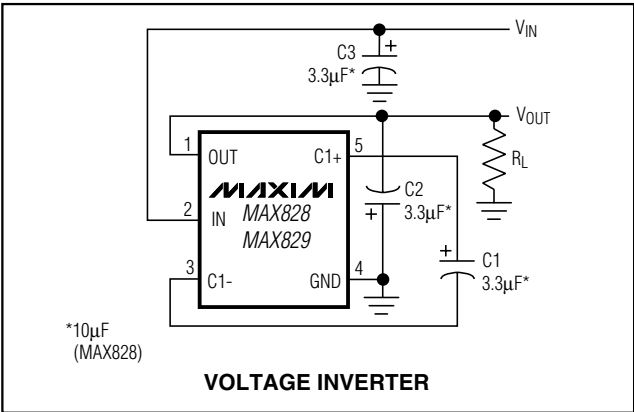 V_IN
C3
+
3.3µF*
V_OUT
1
OUT
C1+
5
R_L
MAXIM
2
IN
MAX828
MAX829
C2
+
3.3µF*
3
C1-
GND
4
+
C1
3.3µF*
*10µF
(MAX828)
VOLTAGE INVERTER